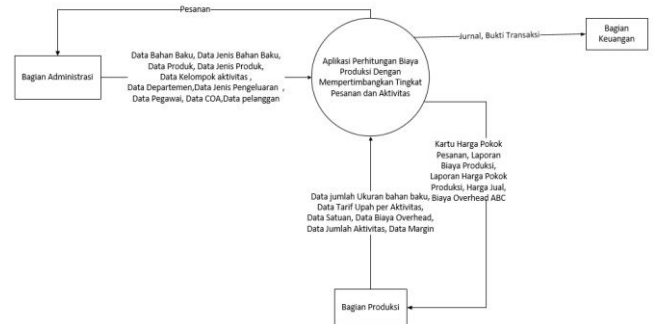 Pesanan
Bagian Administrasi
Data Bahan Baku, Data Jenis Bahan Baku,
Data Produk, Data Jenis Produk,
Data Kelompok aktivitas ,
Data Departemen,Data Jenis Pengeluaran ,
Data Pegawai, Data COA,Data pelanggan
Aplikasi Perhitungan Biaya
Produksi Dengan
Mempertimbangkan Tingkat
Pesanan dan Aktivitas
Jurnal, Bukti Transaksi
Bagian
Keuangan
Kartu Harga Pokok
Pesanan, Laporan
Biaya Produksi,
Laporan Harga Pokok
Produksi, Harga Jual,
Biaya Overhead ABC
Data jumlah Ukuran bahan baku,
Data Tarif Upah per Aktivitas,
Data Satuan, Data Biaya Overhead,
Data Jumlah Aktivitas, Data Margin
Bagian Produksi